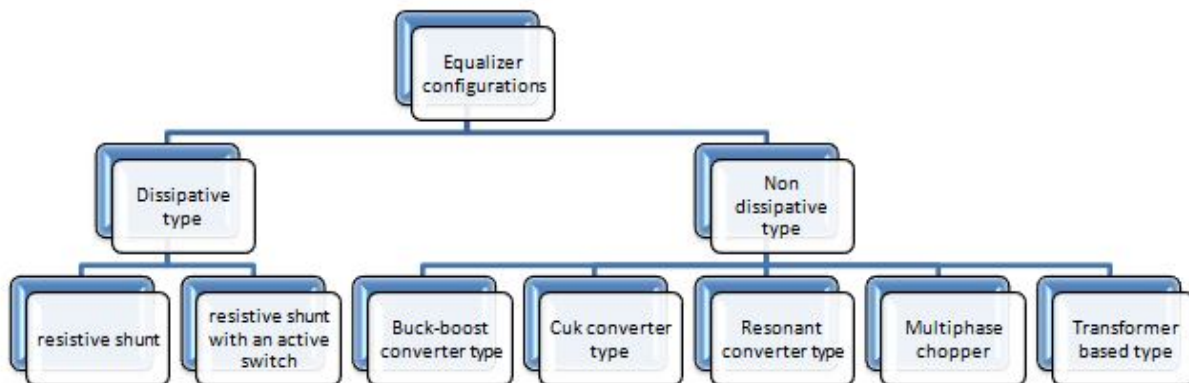 Equalizer
configurations
Dissipative
type
Non
dissipative
type
resistive shunt
resistive shunt
with an active
switch
Buck-boost
converter type
Cuk converter
type
Resonant
converter type
Multiphase
chopper
Transformer
based type